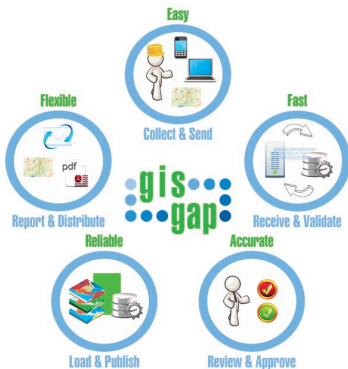 Easy
Collect & Send
Flexible
Fast
pdf
Report & Distribute
Receive & Validate
gis
gap
Reliable
Accurate
Load & Publish
Review & Approve